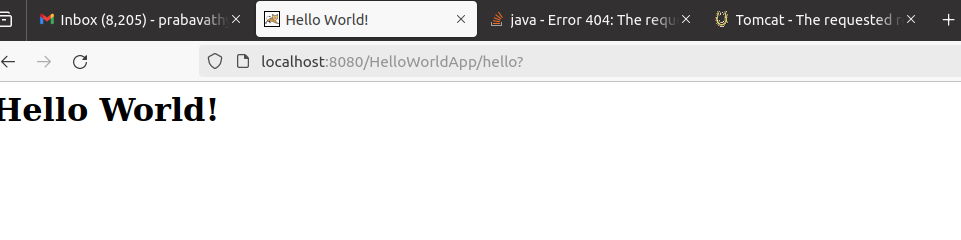 Inbox (8,205) - prabavath
Hello World!
java - Error 404: The requ
Tomcat - The requested r
localhost:8080/HelloWorldApp/hello?
Hello World!